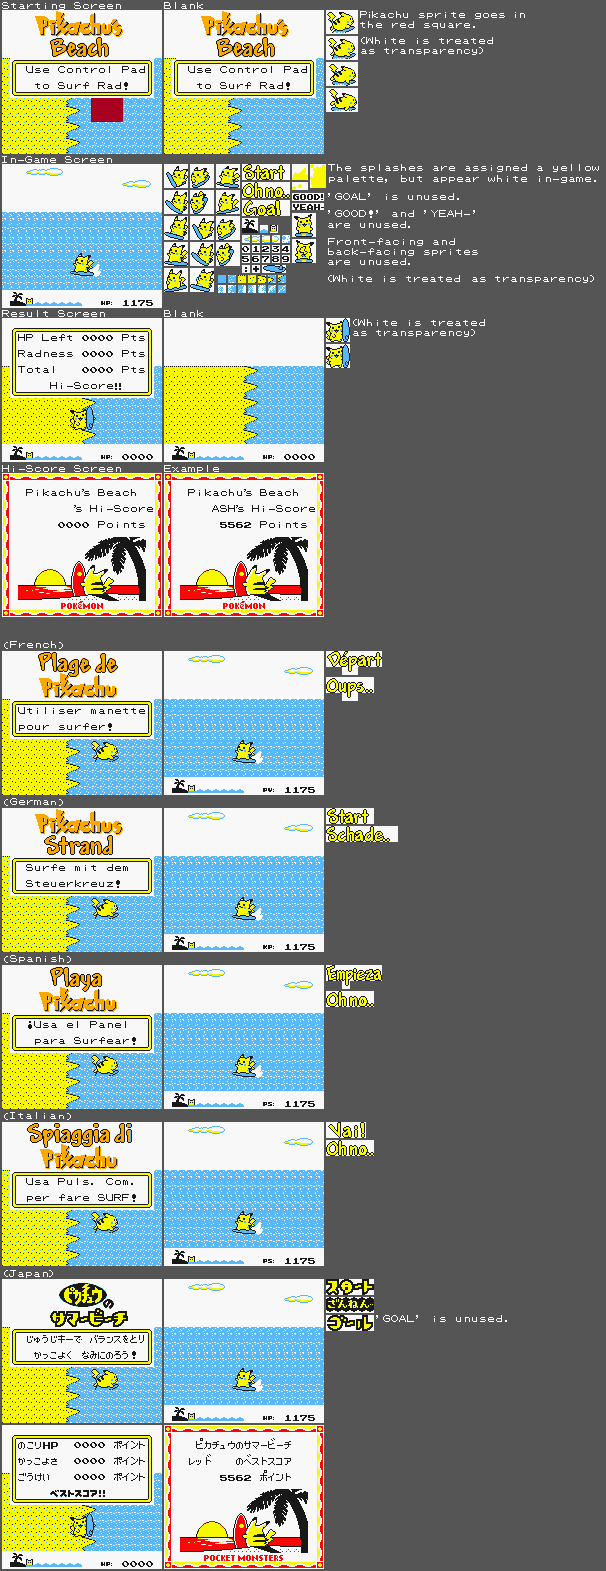 Starting Screen
Blank
Pikachu's
Beach
Use Control Pad
to Surf Rad!
Pikachu's
Beach
Use Control Pad
to Surf Rad!
Pikachu sprite goes in
the red square.
(White is treated
as transparency)
In-Game Screen
HP: 1175
Start
Ohno..
Goal
GOOD!
YEAH-
01234
56789
:+
The splashes are assigned a yellow
palette, but appear white in-game.
'GOAL' is unused.
'GOOD!' and 'YEAH-'
are unused.
Front-facing and
back-facing sprites
are unused.
(White is treated as transparency)
Result Screen
Blank
HP Left 0000 Pts
Radness 0000 Pts
Total 0000 Pts
Hi-Score!!
HP: 0000
HP: 0000
(White is treated
as transparency)
Hi-Score Screen
Example
Pikachu's Beach
's Hi-Score
0000 Points
POKéMON
Pikachu's Beach
ASH's Hi-Score
5562 Points
POKéMON
(French)
Plage de
Pikachu
Utiliser manette
pour surfer!
PV: 1175
Départ
Oups..
(German)
Pikachus
Strand
Surfe mit dem
Steuerkreuz!
KP: 1175
Start
Schade..
(Spanish)
Playa
Pikachu
¡Usa el Panel
para Surfear!
PS: 1175
Empieza
Ohno..
(Italian)
Spiaggia di
Pikachu
Usa Puls. Com.
per fare SURF!
PS: 1175
Vai!
Ohno..
(Japan)
ピカチュウの
サマービーチ
じゅうじキーで バランスをとり
かっこよく なみにのろう!
HP: 1175
スタート
ざんねん..
ゴール
'GOAL' is unused.
のこりHP 0000 ポイント
かっこよさ 0000 ポイント
ごうけい 0000 ポイント
ベストスコア!!
HP: 0000
ピカチュウのサマービーチ
レッド のベストスコア
5562 ポイント
POCKET MONSTERS